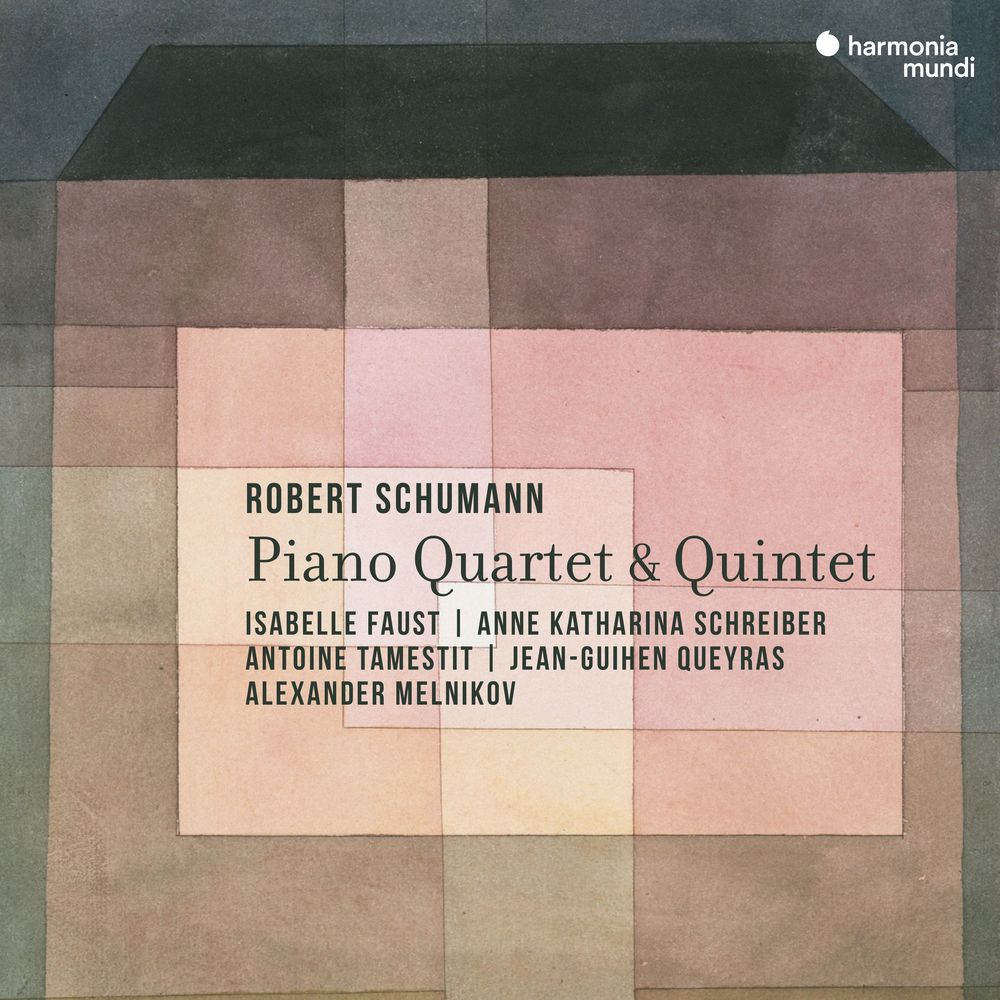 harmonia
mundi
ROBERT SCHUMANN
Piano Quartet & Quintet
ISABELLE FAUST | ANNE KATHARINA SCHREIBER
ANTOINE TAMESTIT | JEAN-GUIHEN QUEYRAS
ALEXANDER MELNIKOV